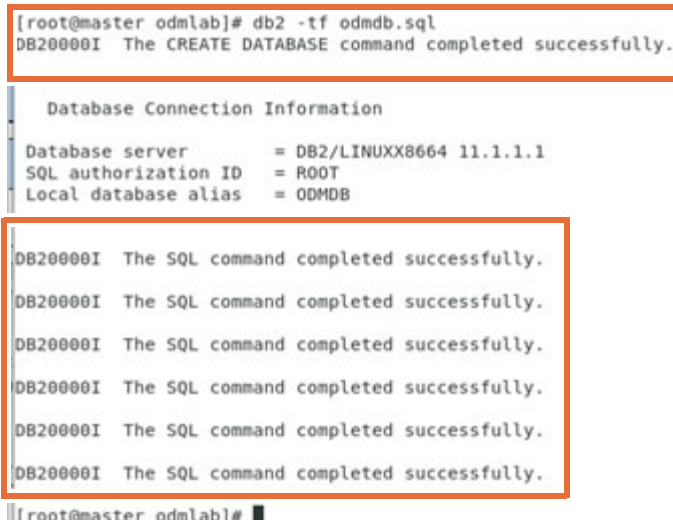 [root@master odmlab]# db2 -tf odmdb.sql
DB20000I  The CREATE DATABASE command completed successfully.
Database Connection Information
Database server        = DB2/LINUXX8664 11.1.1.1
SQL authorization ID   = ROOT
Local database alias   = ODMDB
DB20000I  The SQL command completed successfully.
DB20000I  The SQL command completed successfully.
DB20000I  The SQL command completed successfully.
DB20000I  The SQL command completed successfully.
DB20000I  The SQL command completed successfully.
DB20000I  The SQL command completed successfully.
[root@master odmlab]#